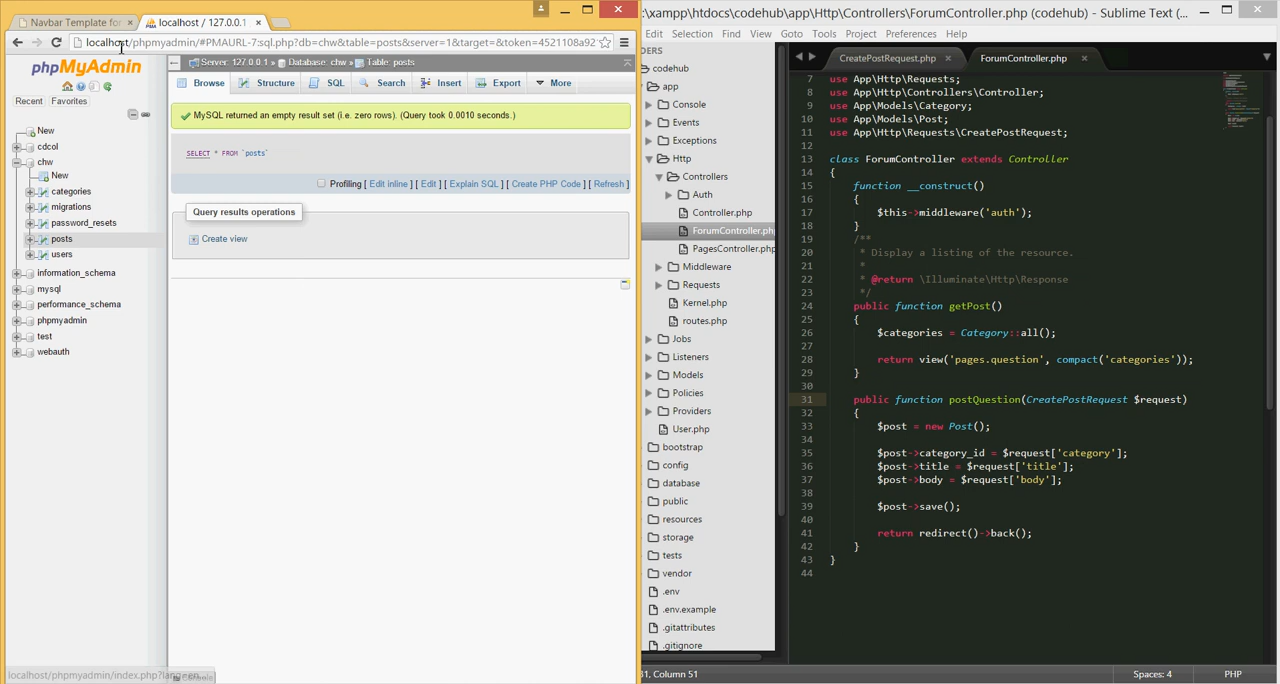 Navbar Template fo
localhost / 127.0.0.1
localhost/phpmyadmin/#PMAURL-7:sql.php?db=chw&table=posts&server=1&target=&token=4521108a92
phpMyAdmin
Recent
Favorites
New
cdcol
chw
New
categories
migrations
password_resets
posts
users
information_schema
mysql
performance_schema
phpmyadmin
test
webauth
localhost/phpmyadmin/index.php?lang=en
Server: 127.0.0.1 » Database: chw » Table: posts
Browse Structure SQL Search Insert Export More
MySQL returned an empty result set (i.e. zero rows). (Query took 0.0010 seconds.)
SELECT * FROM `posts`
Profiling [ Edit inline ] [ Edit ] [ Explain SQL ] [ Create PHP Code ] [ Refresh ]
Query results operations
Create view
Console
:\xampp\htdocs\codehub\app\Http\Controllers\ForumController.php (codehub) - Sublime Text (...
Edit Selection Find View Goto Tools Project Preferences Help
DERS
codehub
app
Console
Events
Exceptions
Http
Controllers
Auth
Controller.php
ForumController.php
PagesController.php
Middleware
Requests
Kernel.php
routes.php
Jobs
Listeners
Models
Policies
Providers
User.php
bootstrap
config
database
public
resources
storage
tests
vendor
.env
.env.example
.gitattributes
.gitignore
CreatePostRequest.php
ForumController.php
7 use App\Http\Requests;
8 use App\Http\Controllers\Controller;
9 use App\Models\Category;
10 use App\Models\Post;
11 use App\Http\Requests\CreatePostRequest;
12
13 class ForumController extends Controller
14 {
15 function __construct()
16 {
17 $this->middleware('auth');
18 }
19 /**
20 * Display a listing of the resource.
21 *
22 * @return \Illuminate\Http\Response
23 */
24 public function getPost()
25 {
26 $categories = Category::all();
27
28 return view('pages.question', compact('categories'));
29 }
30
31 public function postQuestion(CreatePostRequest $request)
32 {
33 $post = new Post();
34
35 $post->category_id = $request['category'];
36 $post->title = $request['title'];
37 $post->body = $request['body'];
38
39 $post->save();
40
41 return redirect()->back();
42 }
43 }
44
31, Column 51
Spaces: 4
PHP